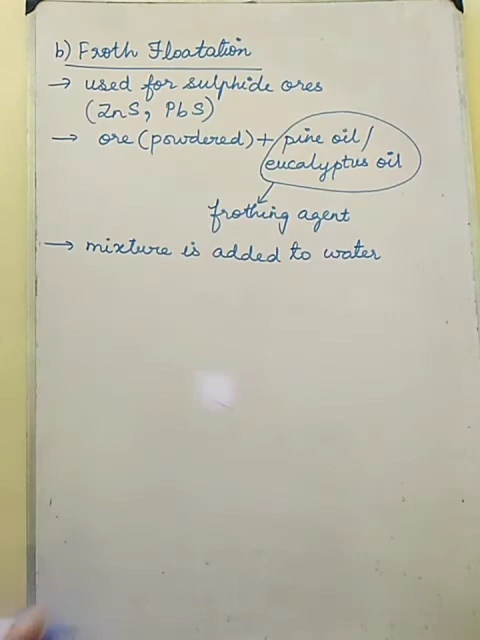 b) Froth Floatation
→ used for sulphide ores
(ZnS, PbS)
→ ore (powdered) + pine oil/
eucalyptus oil
frothing agent
→ mixture is added to water